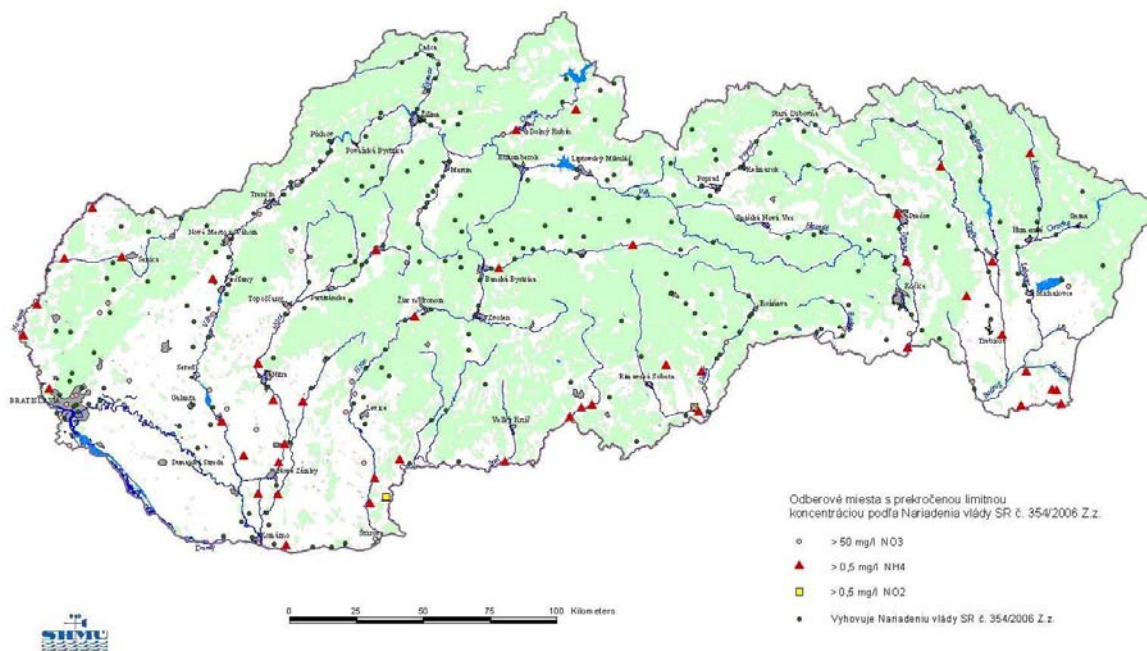 Čadca
Kysuca
Žilina
Dolný Kubín
Stará Ľubovňa
Púchov
Považská Bystrica
Martin
Ružomberok
Liptovský Mikuláš
Poprad
Kežmarok
Trenčín
Spišská Nová Ves
Hornád
Prešov
Snina
Humenné
Nové Mesto n.Váhom
Senica
Piešťany
Topoľčany
Partizánske
Banská Bystrica
Žiar n.Hronom
Zvolen
Rožňava
Košice
Michalovce
Trebišov
Sereď
Nitra
Rimavská Sobota
BRATISLAVA
Galanta
Levice
Veľký Krtíš
Dunajská Streda
Nové Zámky
Komárno
Štúrovo
Dunaj
Odberové miesta s prekročenou limitnou
koncentráciou podľa Nariadenia vlády SR č. 354/2006 Z.z.
> 50 mg/l NO3
> 0,5 mg/l NH4
> 0,5 mg/l NO2
Vyhovuje Nariadeniu vlády SR č. 354/2006 Z.z.
0 25 50 75 100 Kilometers
SHMÚ